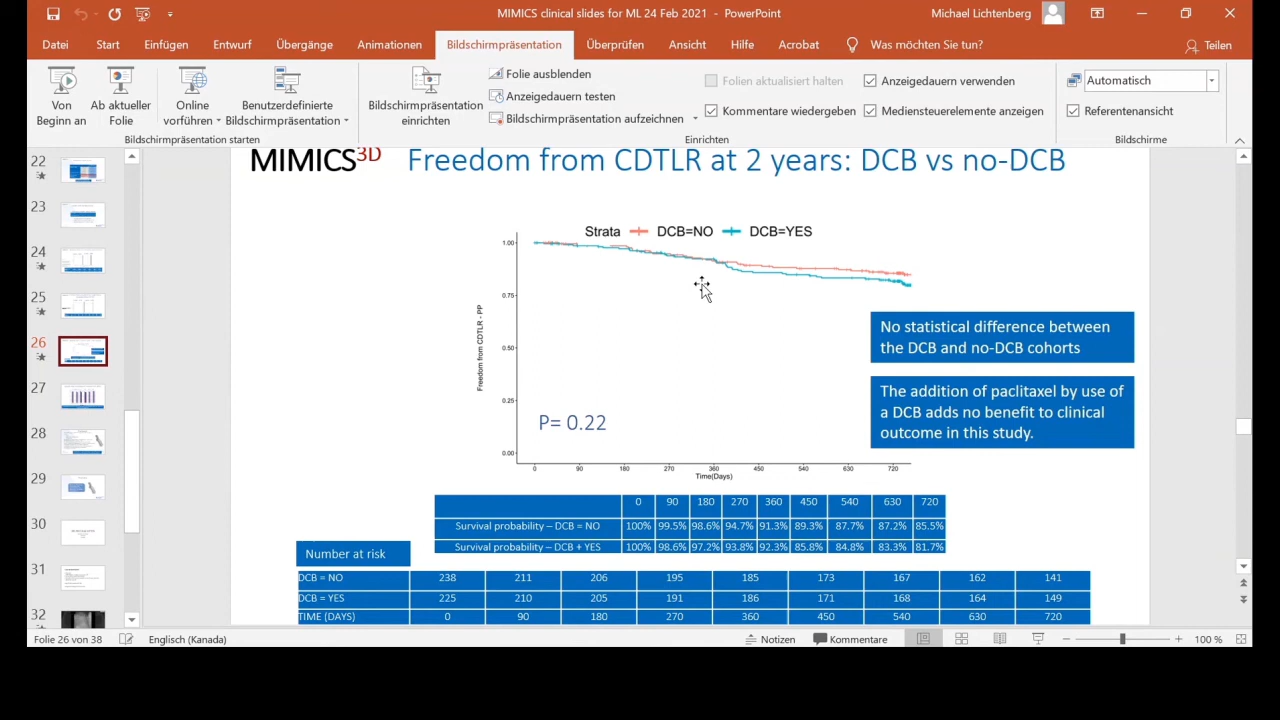 MIMICS clinical slides for ML 24 Feb 2021 - PowerPoint
Michael Lichtenberg
Datei Start Einfügen Entwurf Übergänge Animationen Bildschirmpräsentation Überprüfen Ansicht Hilfe Acrobat Was möchten Sie tun? Teilen
Von Beginn an
Ab aktueller Folie
Online vorführen
Benutzerdefinierte Bildschirmpräsentation
Bildschirmpräsentation einrichten
Folie ausblenden
Anzeigedauern testen
Bildschirmpräsentation aufzeichnen
Folien aktualisiert halten
Kommentare wiedergeben
Anzeigedauern verwenden
Mediensteuerelemente anzeigen
Automatisch
Referentenansicht
Bildschirmpräsentation starten
Einrichten
Bildschirme
22
23
24
25
26
27
28
29
30
31
32
MIMICS3D Freedom from CDTLR at 2 years: DCB vs no-DCB
Strata DCB=NO DCB=YES
1.00
0.75
0.50
0.25
0.00
Freedom from CDTLR - PP
P= 0.22
0 90 180 270 360 450 540 630 720
Time(Days)
No statistical difference between
the DCB and no-DCB cohorts
The addition of paclitaxel by use of
a DCB adds no benefit to clinical
outcome in this study.
0 90 180 270 360 450 540 630 720
Survival probability – DCB = NO 100% 99.5% 98.6% 94.7% 91.3% 89.3% 87.7% 87.2% 85.5%
Survival probability – DCB + YES 100% 98.6% 97.2% 93.8% 92.3% 85.8% 84.8% 83.3% 81.7%
Number at risk
DCB = NO 238 211 206 195 185 173 167 162 141
DCB = YES 225 210 205 191 186 171 168 164 149
TIME (DAYS) 0 90 180 270 360 450 540 630 720
Folie 26 von 38 Englisch (Kanada) Notizen Kommentare 100 %